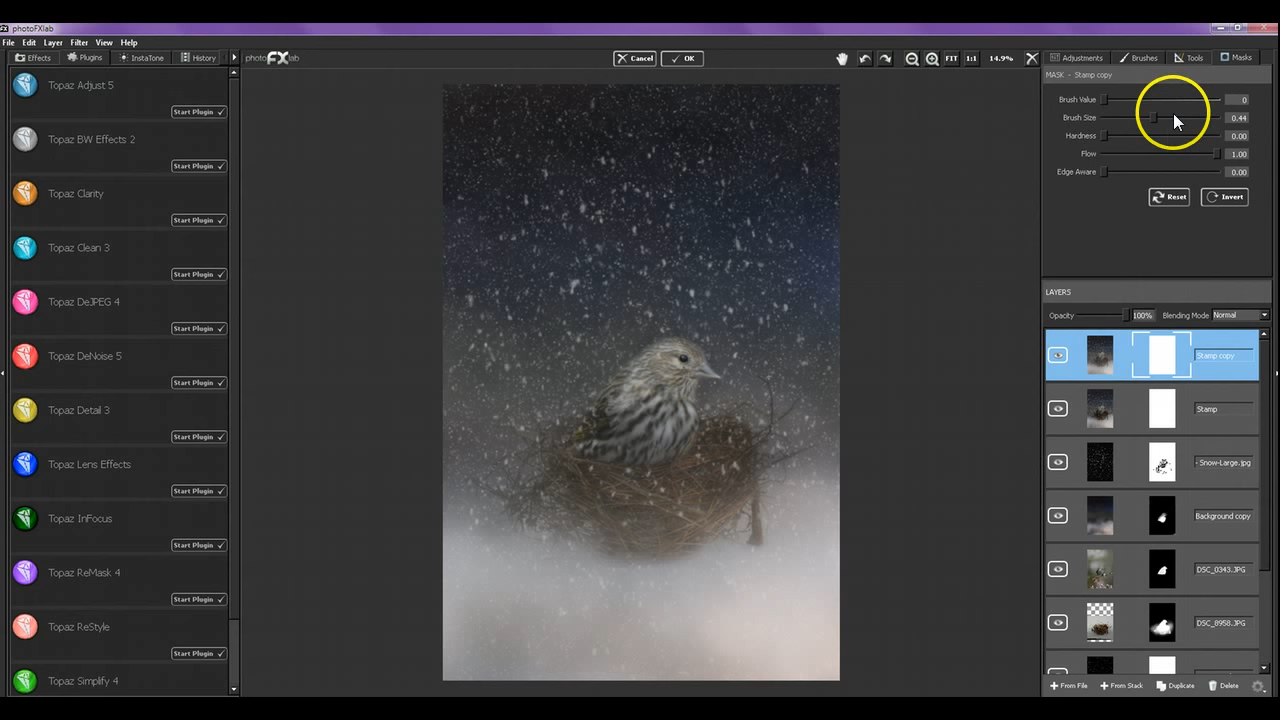 photoFXlab
File Edit Layer Filter View Help
Effects Plugins InstaTone History
photoFXlab
Cancel OK
FIT 1:1 14.9%
Adjustments Brushes Tools Masks
MASK - Stamp copy
Brush Value 0
Brush Size 0.44
Hardness 0.00
Flow 1.00
Edge Aware 0.00
Reset Invert
Topaz Adjust 5
Start Plugin
Topaz BW Effects 2
Start Plugin
Topaz Clarity
Start Plugin
Topaz Clean 3
Start Plugin
Topaz DeJPEG 4
Start Plugin
Topaz DeNoise 5
Start Plugin
Topaz Detail 3
Start Plugin
Topaz Lens Effects
Start Plugin
Topaz InFocus
Start Plugin
Topaz ReMask 4
Start Plugin
Topaz ReStyle
Start Plugin
Topaz Simplify 4
LAYERS
Opacity 100% Blending Mode Normal
Stamp copy
Stamp
- Snow-Large.jpg
Background copy
DSC_0343.JPG
DSC_8958.JPG
From File From Stack Duplicate Delete